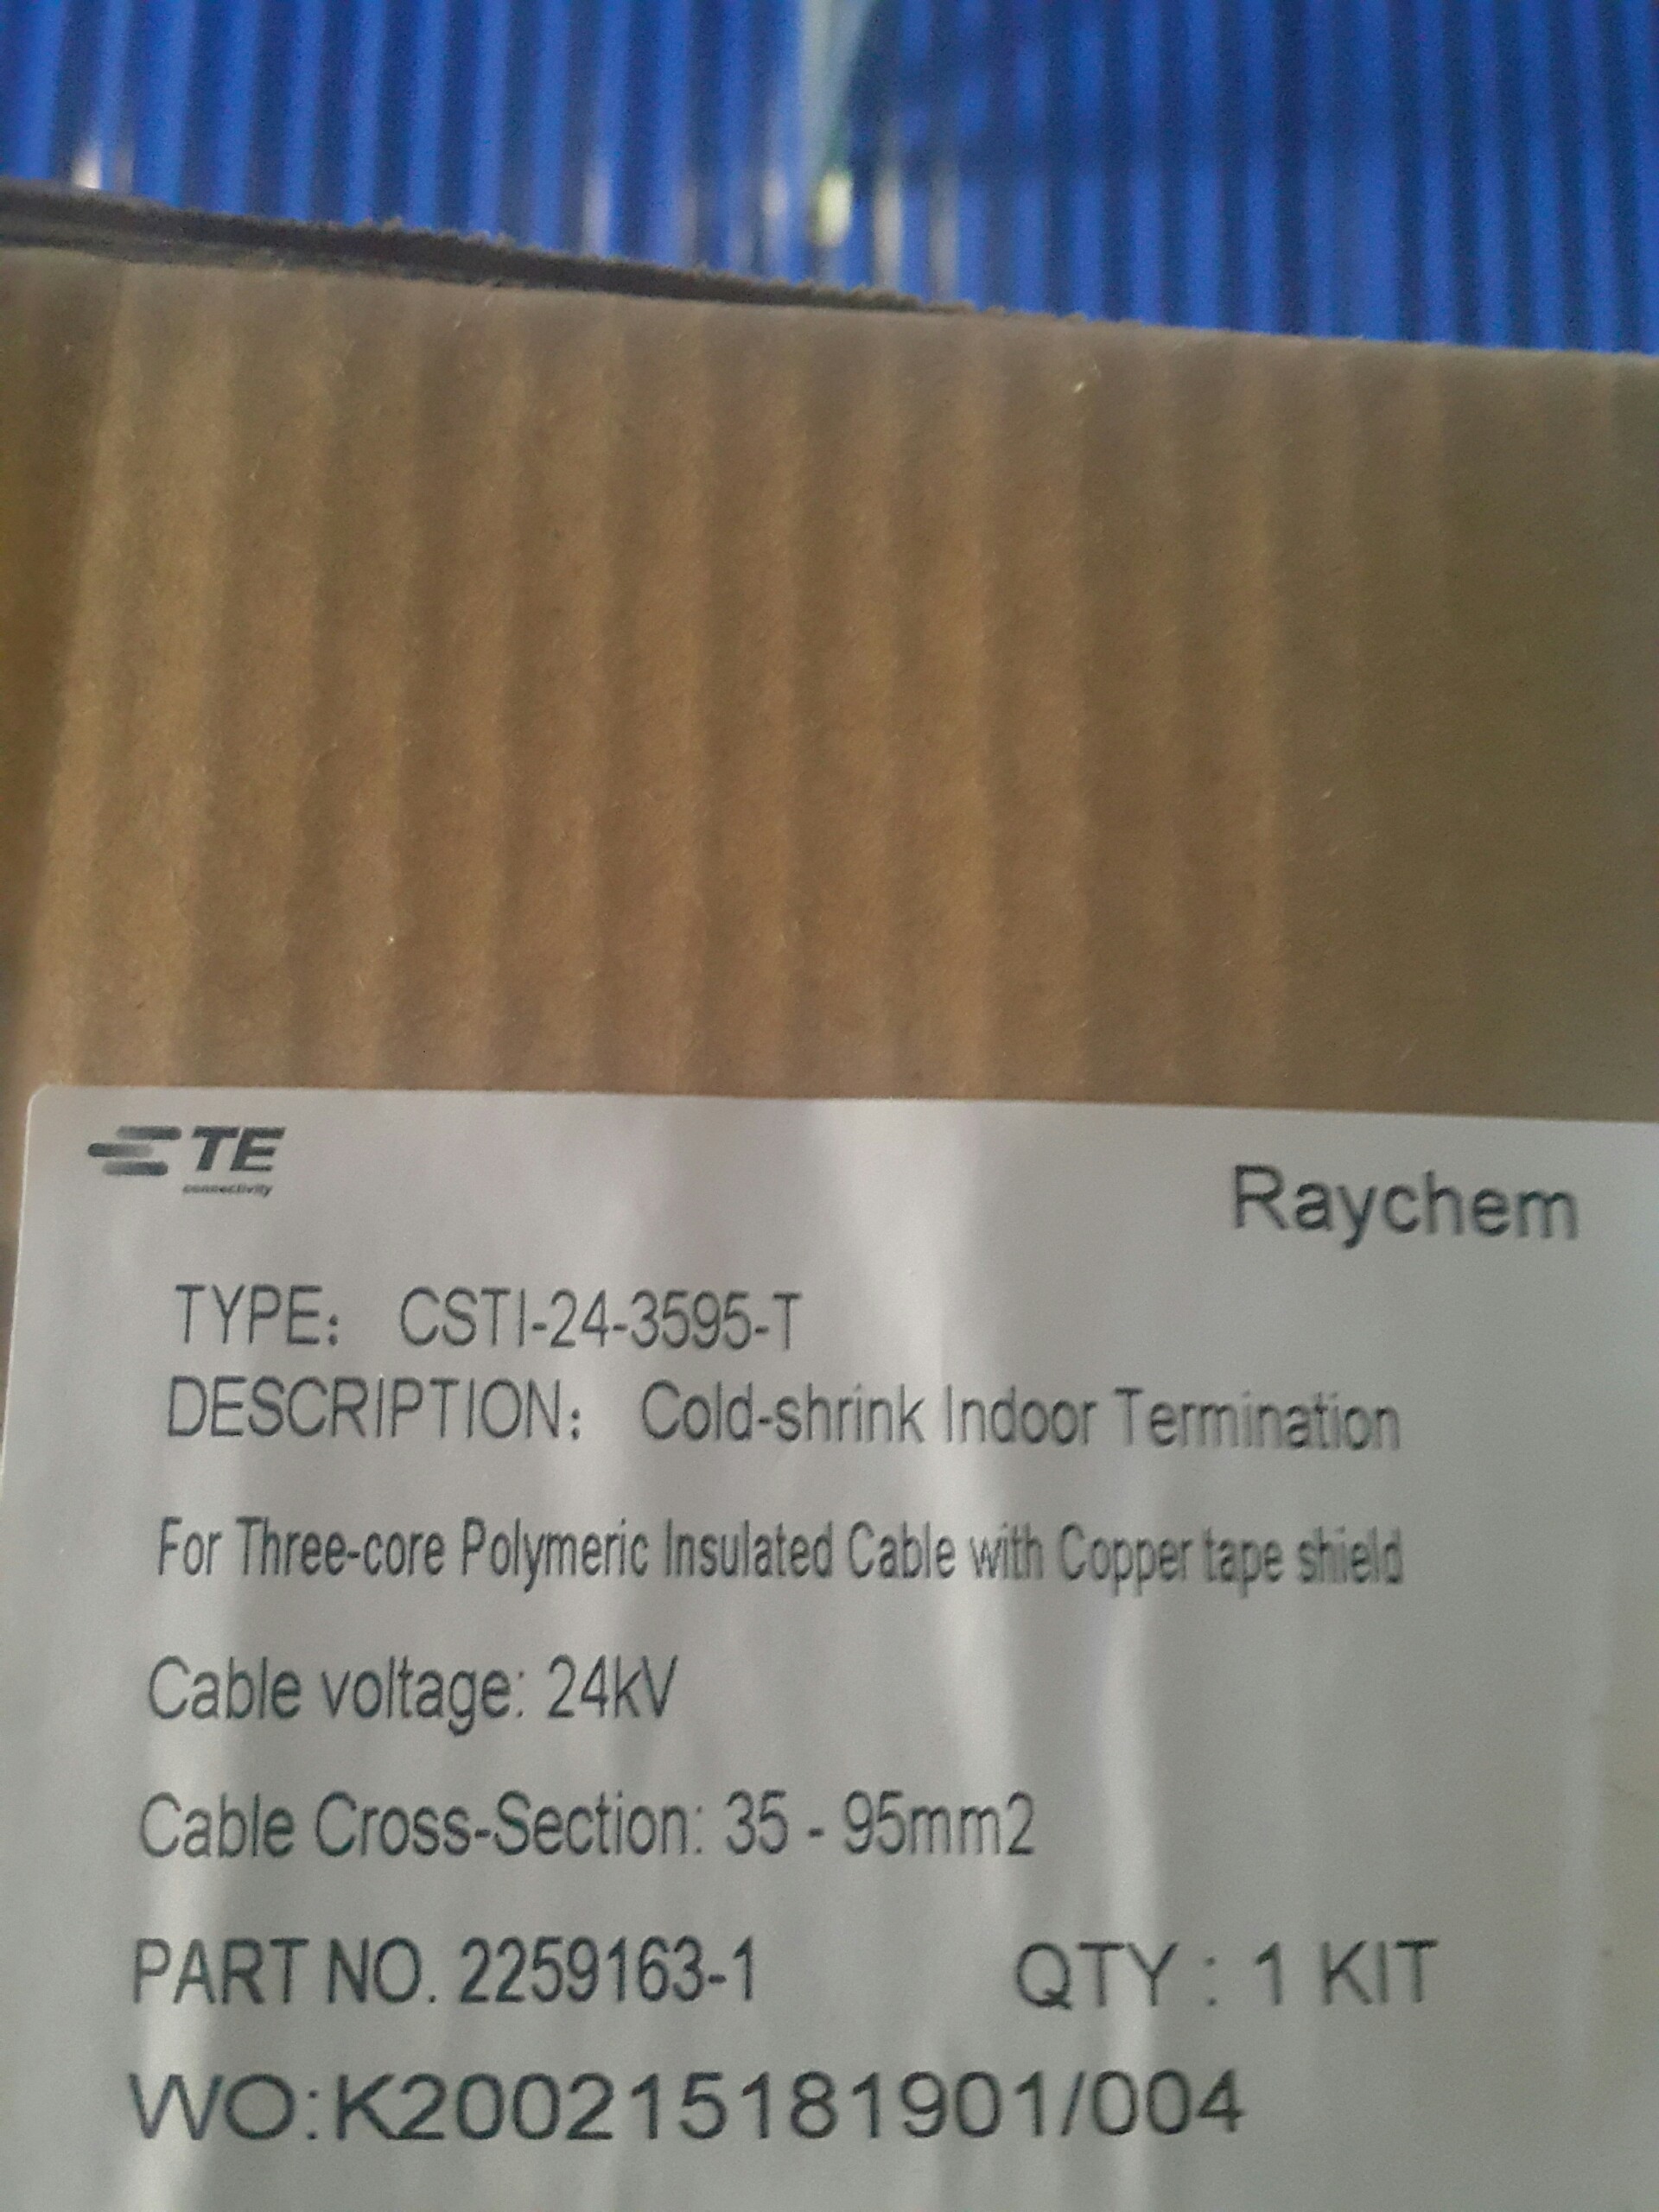 TE
connectivity
Raychem
TYPE: CSTI-24-3595-T
DESCRIPTION: Cold-shrink Indoor Termination
For Three-core Polymeric Insulated Cable with Copper tape shield
Cable voltage: 24kV
Cable Cross-Section: 35 - 95mm2
PART NO. 2259163-1 QTY : 1 KIT
WO:K200215181901/004